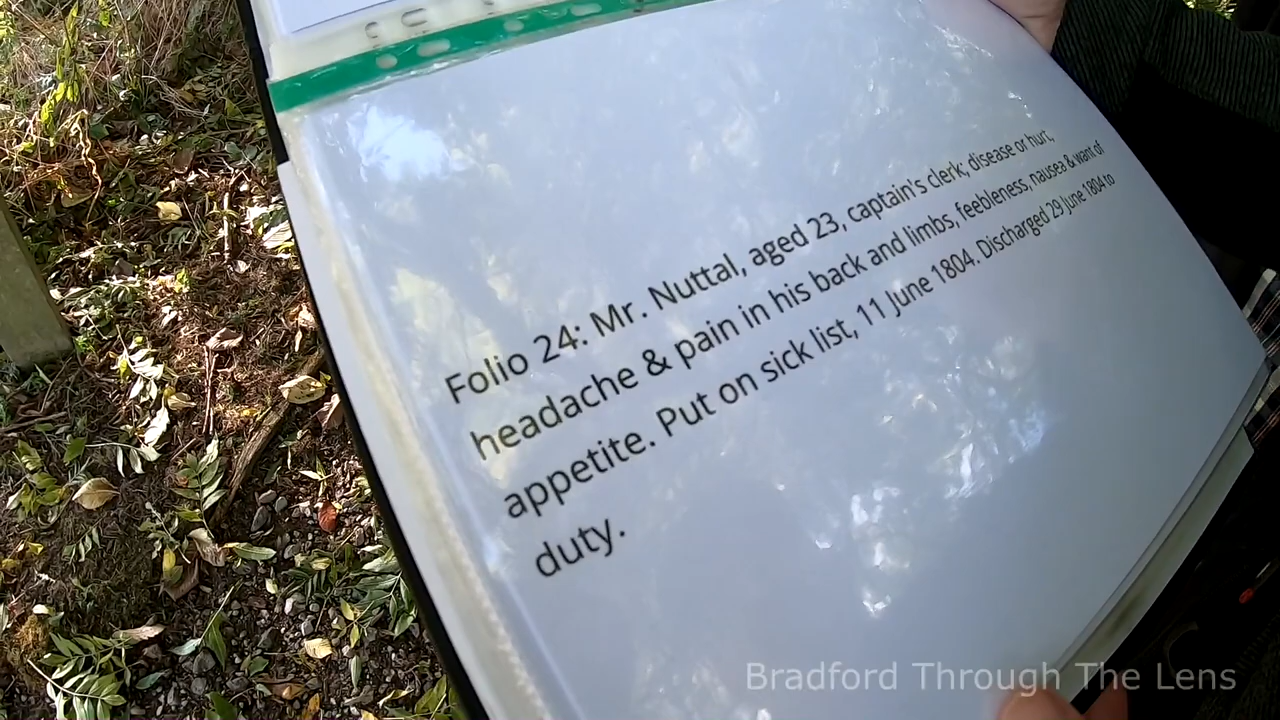 Folio 24: Mr. Nuttal, aged 23, captain's clerk; disease or hurt,
headache & pain in his back and limbs, feebleness, nausea & want of
appetite. Put on sick list, 11 June 1804. Discharged 29 June 1804 to
duty.
Bradford Through The Lens